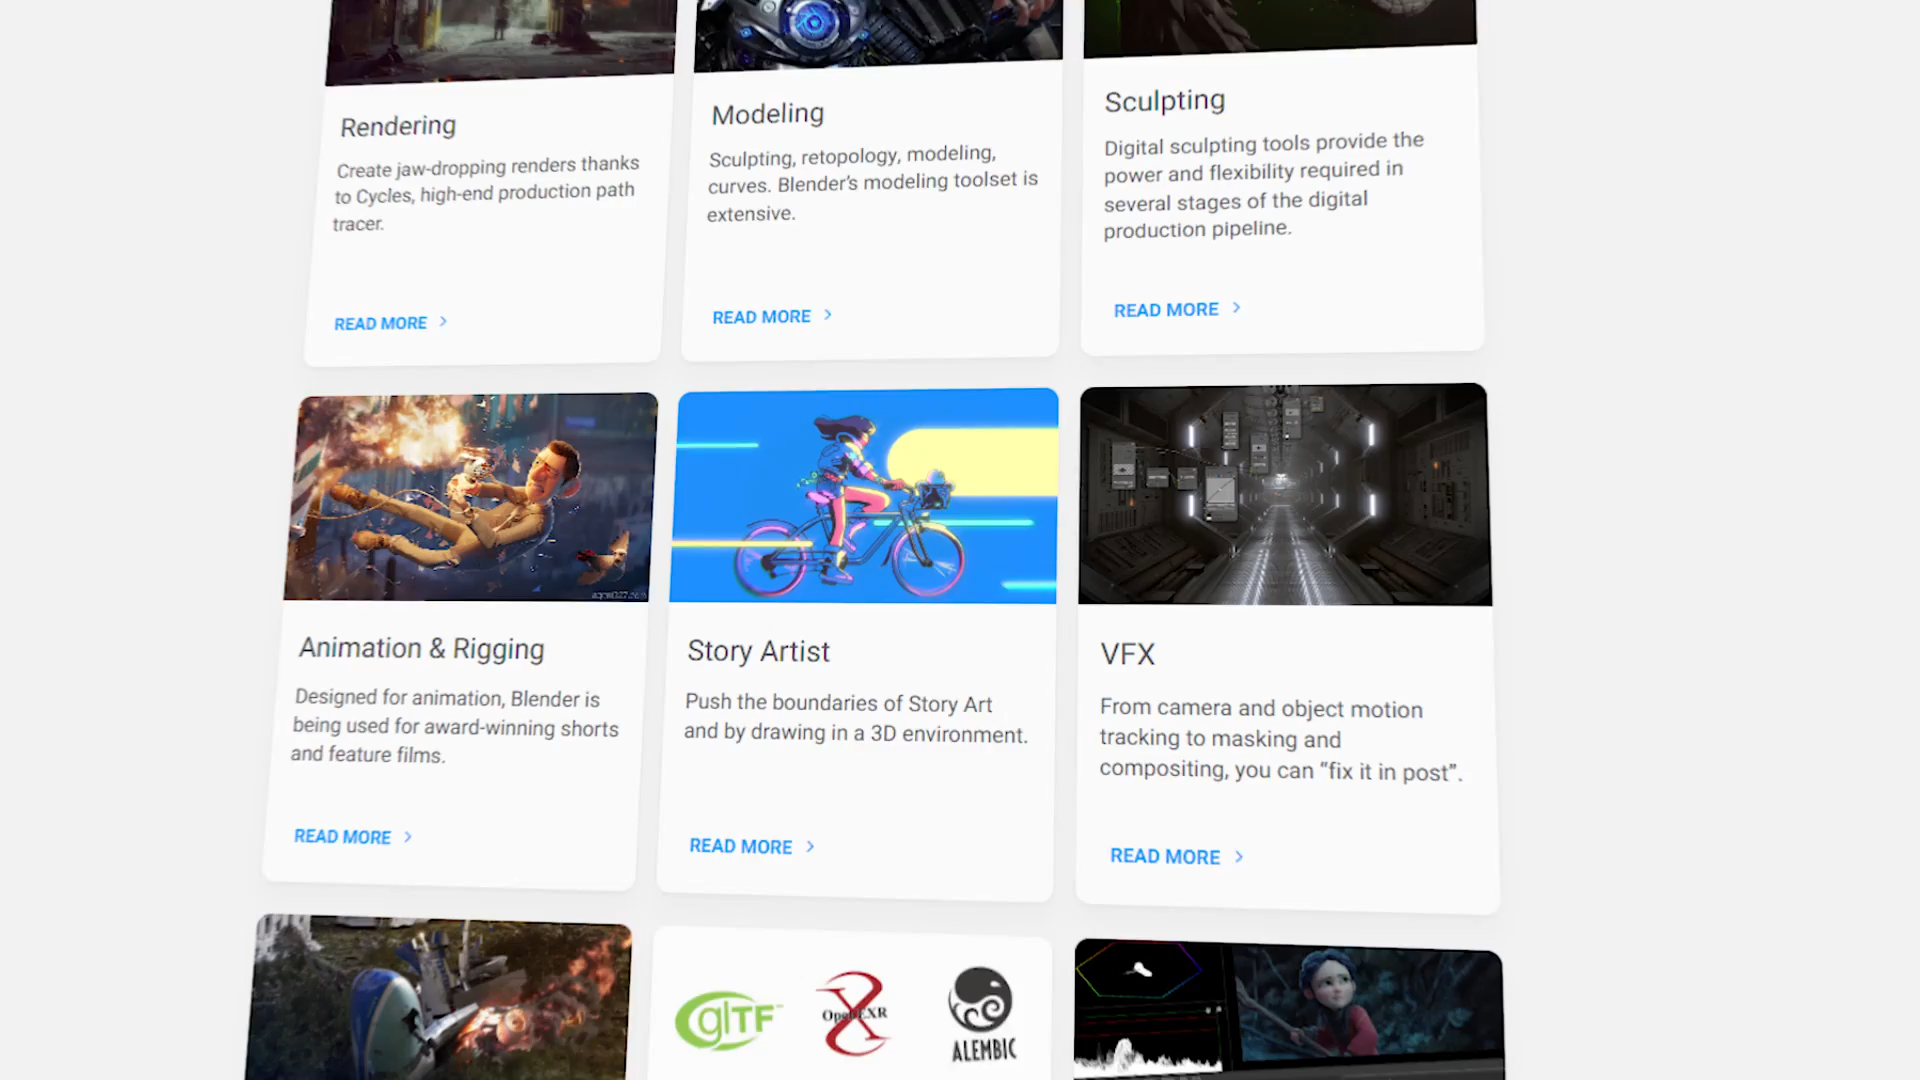 Rendering
Create jaw-dropping renders thanks
to Cycles, high-end production path
tracer.
READ MORE
Modeling
Sculpting, retopology, modeling,
curves. Blender’s modeling toolset is
extensive.
READ MORE
Sculpting
Digital sculpting tools provide the
power and flexibility required in
several stages of the digital
production pipeline.
READ MORE
Animation & Rigging
Designed for animation, Blender is
being used for award-winning shorts
and feature films.
READ MORE
Story Artist
Push the boundaries of Story Art
and by drawing in a 3D environment.
READ MORE
VFX
From camera and object motion
tracking to masking and
compositing, you can “fix it in post”.
READ MORE
glTF™
OpenEXR
ALEMBIC